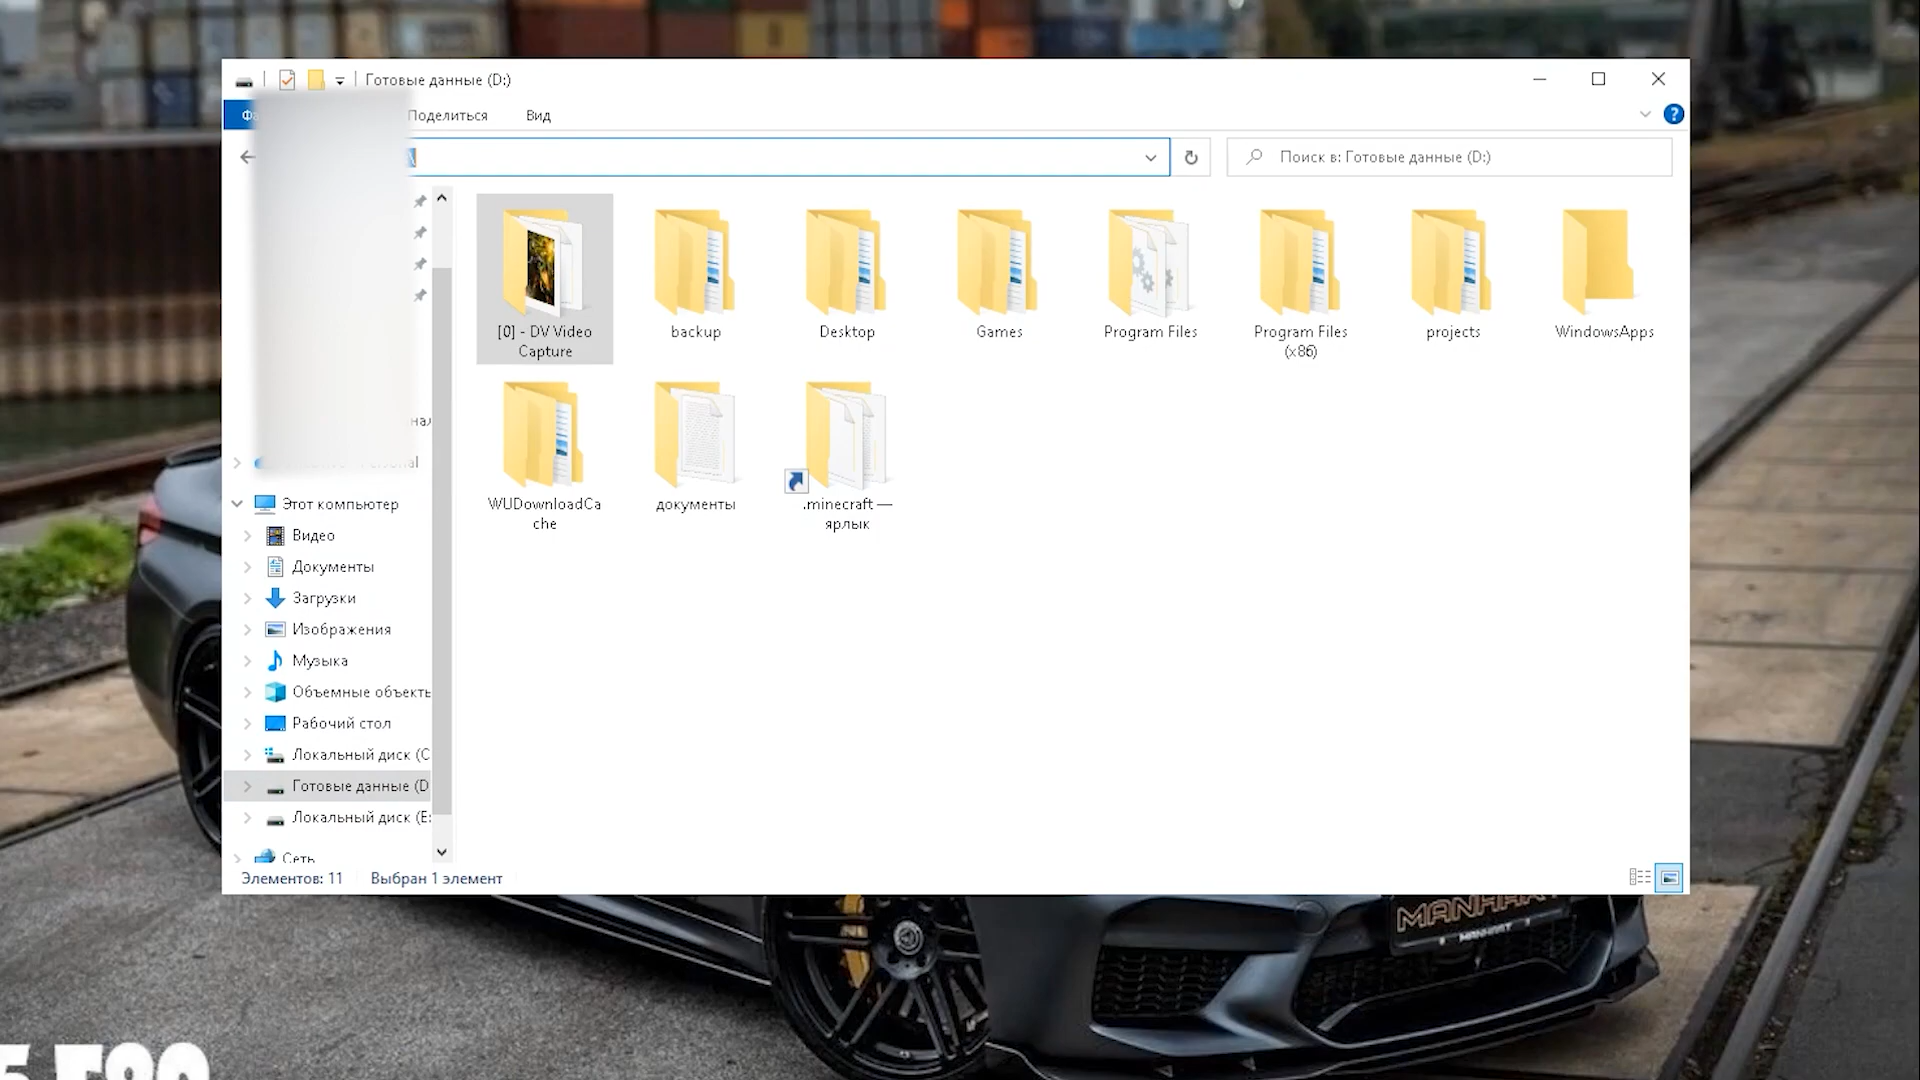 Готовые данные (D:)
Поделиться
Вид
Поиск в: Готовые данные (D:)
[0] - DV Video
Capture
backup
Desktop
Games
Program Files
Program Files
(x86)
projects
WindowsApps
WUDownloadCa
che
документы
.minecraft —
ярлык
Этот компьютер
Видео
Документы
Загрузки
Изображения
Музыка
Объемные объекть
Рабочий стол
Локальный диск (C
Готовые данные (D
Локальный диск (E:
Сеть
Элементов: 11
Выбран 1 элемент
MANHART
MANHART